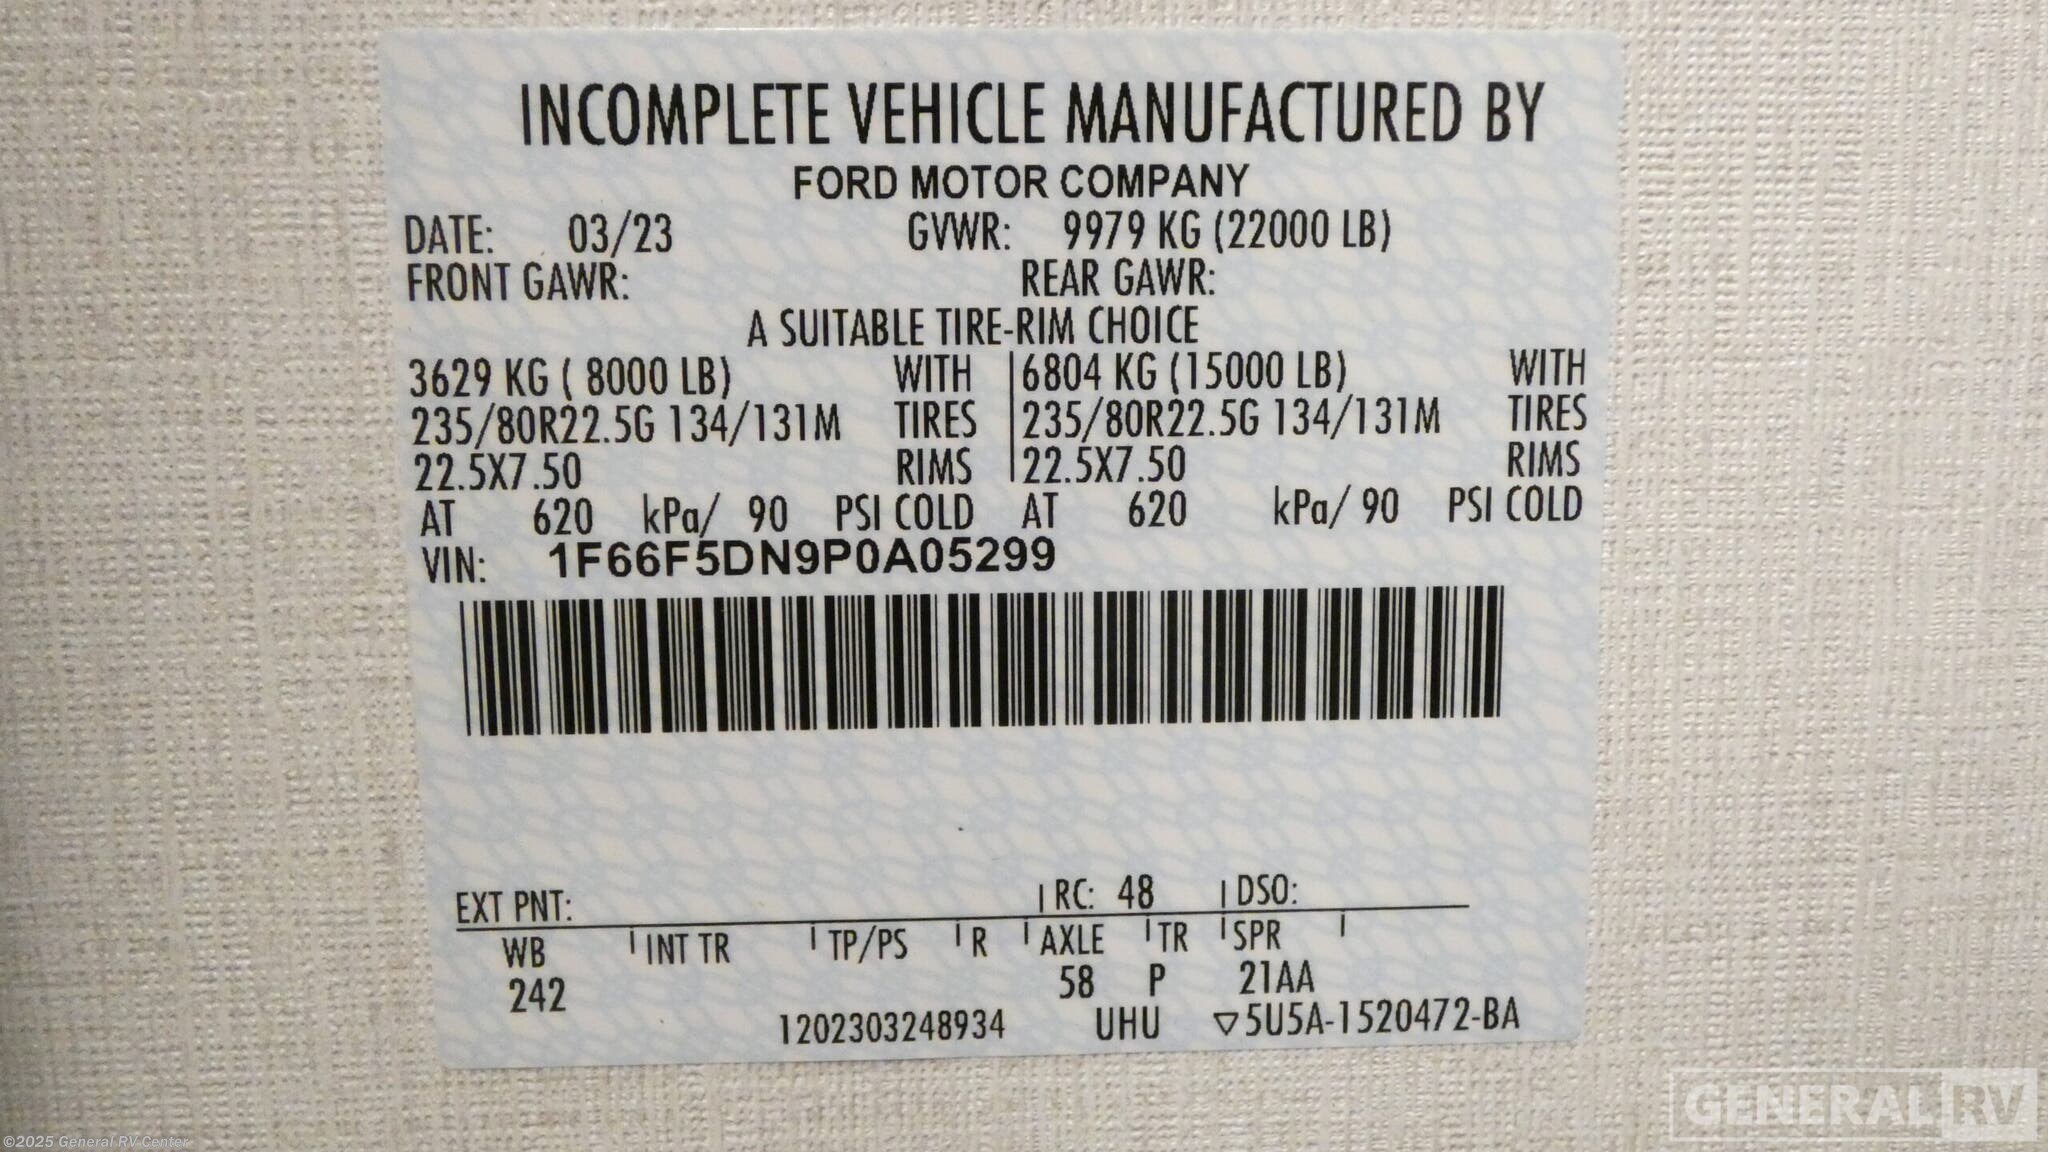 INCOMPLETE VEHICLE MANUFACTURED BY
FORD MOTOR COMPANY
DATE: 03/23 GVWR: 9979 KG (22000 LB)
FRONT GAWR: REAR GAWR:
A SUITABLE TIRE-RIM CHOICE
3629 KG ( 8000 LB) WITH 6804 KG (15000 LB) WITH
235/80R22.5G 134/131M TIRES 235/80R22.5G 134/131M TIRES
22.5X7.50 RIMS 22.5X7.50 RIMS
AT 620 kPa/ 90 PSI COLD AT 620 kPa/ 90 PSI COLD
VIN: 1F66F5DN9P0A05299
EXT PNT: RC: 48 DSO:
WB INT TR TP/PS R AXLE TR SPR
242 58 P 21AA
1202303248934 UHU ▽5U5A-1520472-BA
GENERAL RV
©2025 General RV Center